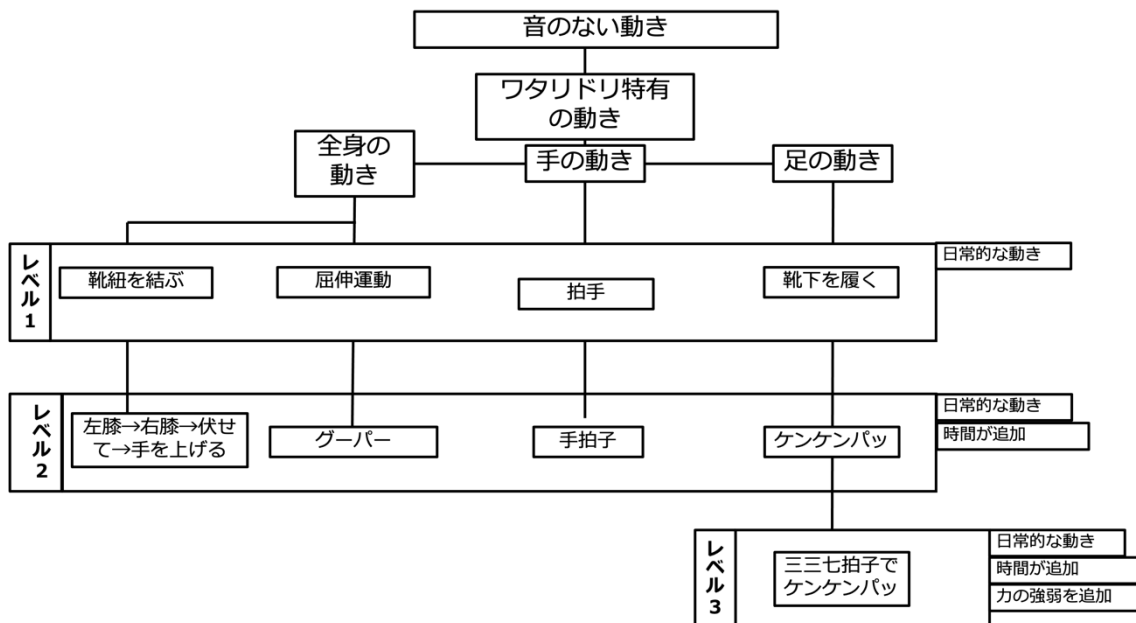 音のない動き
ワタリドリ特有
の動き
全身の
動き
手の動き
足の動き
レベル1
靴紐を結ぶ
屈伸運動
拍手
靴下を履く
日常的な動き
レベル2
左膝→右膝→伏せ
て→手を上げる
グーパー
手拍子
ケンケンパッ
日常的な動き
時間が追加
レベル3
三三七拍子で
ケンケンパッ
日常的な動き
時間が追加
力の強弱を追加